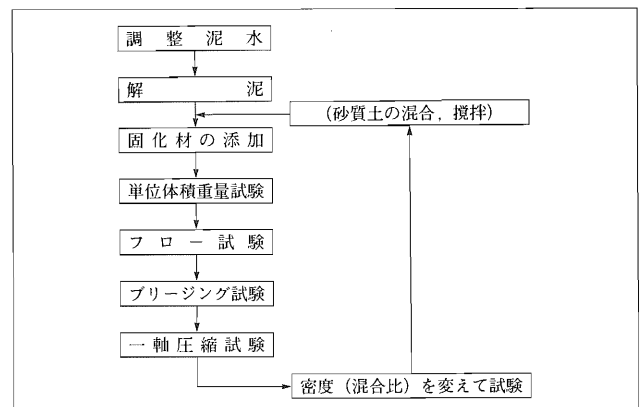 調整泥水
解泥
(砂質土の混合，撹拌)
固化材の添加
単位体積重量試験
フロー試験
ブリージング試験
一軸圧縮試験
密度（混合比）を変えて試験